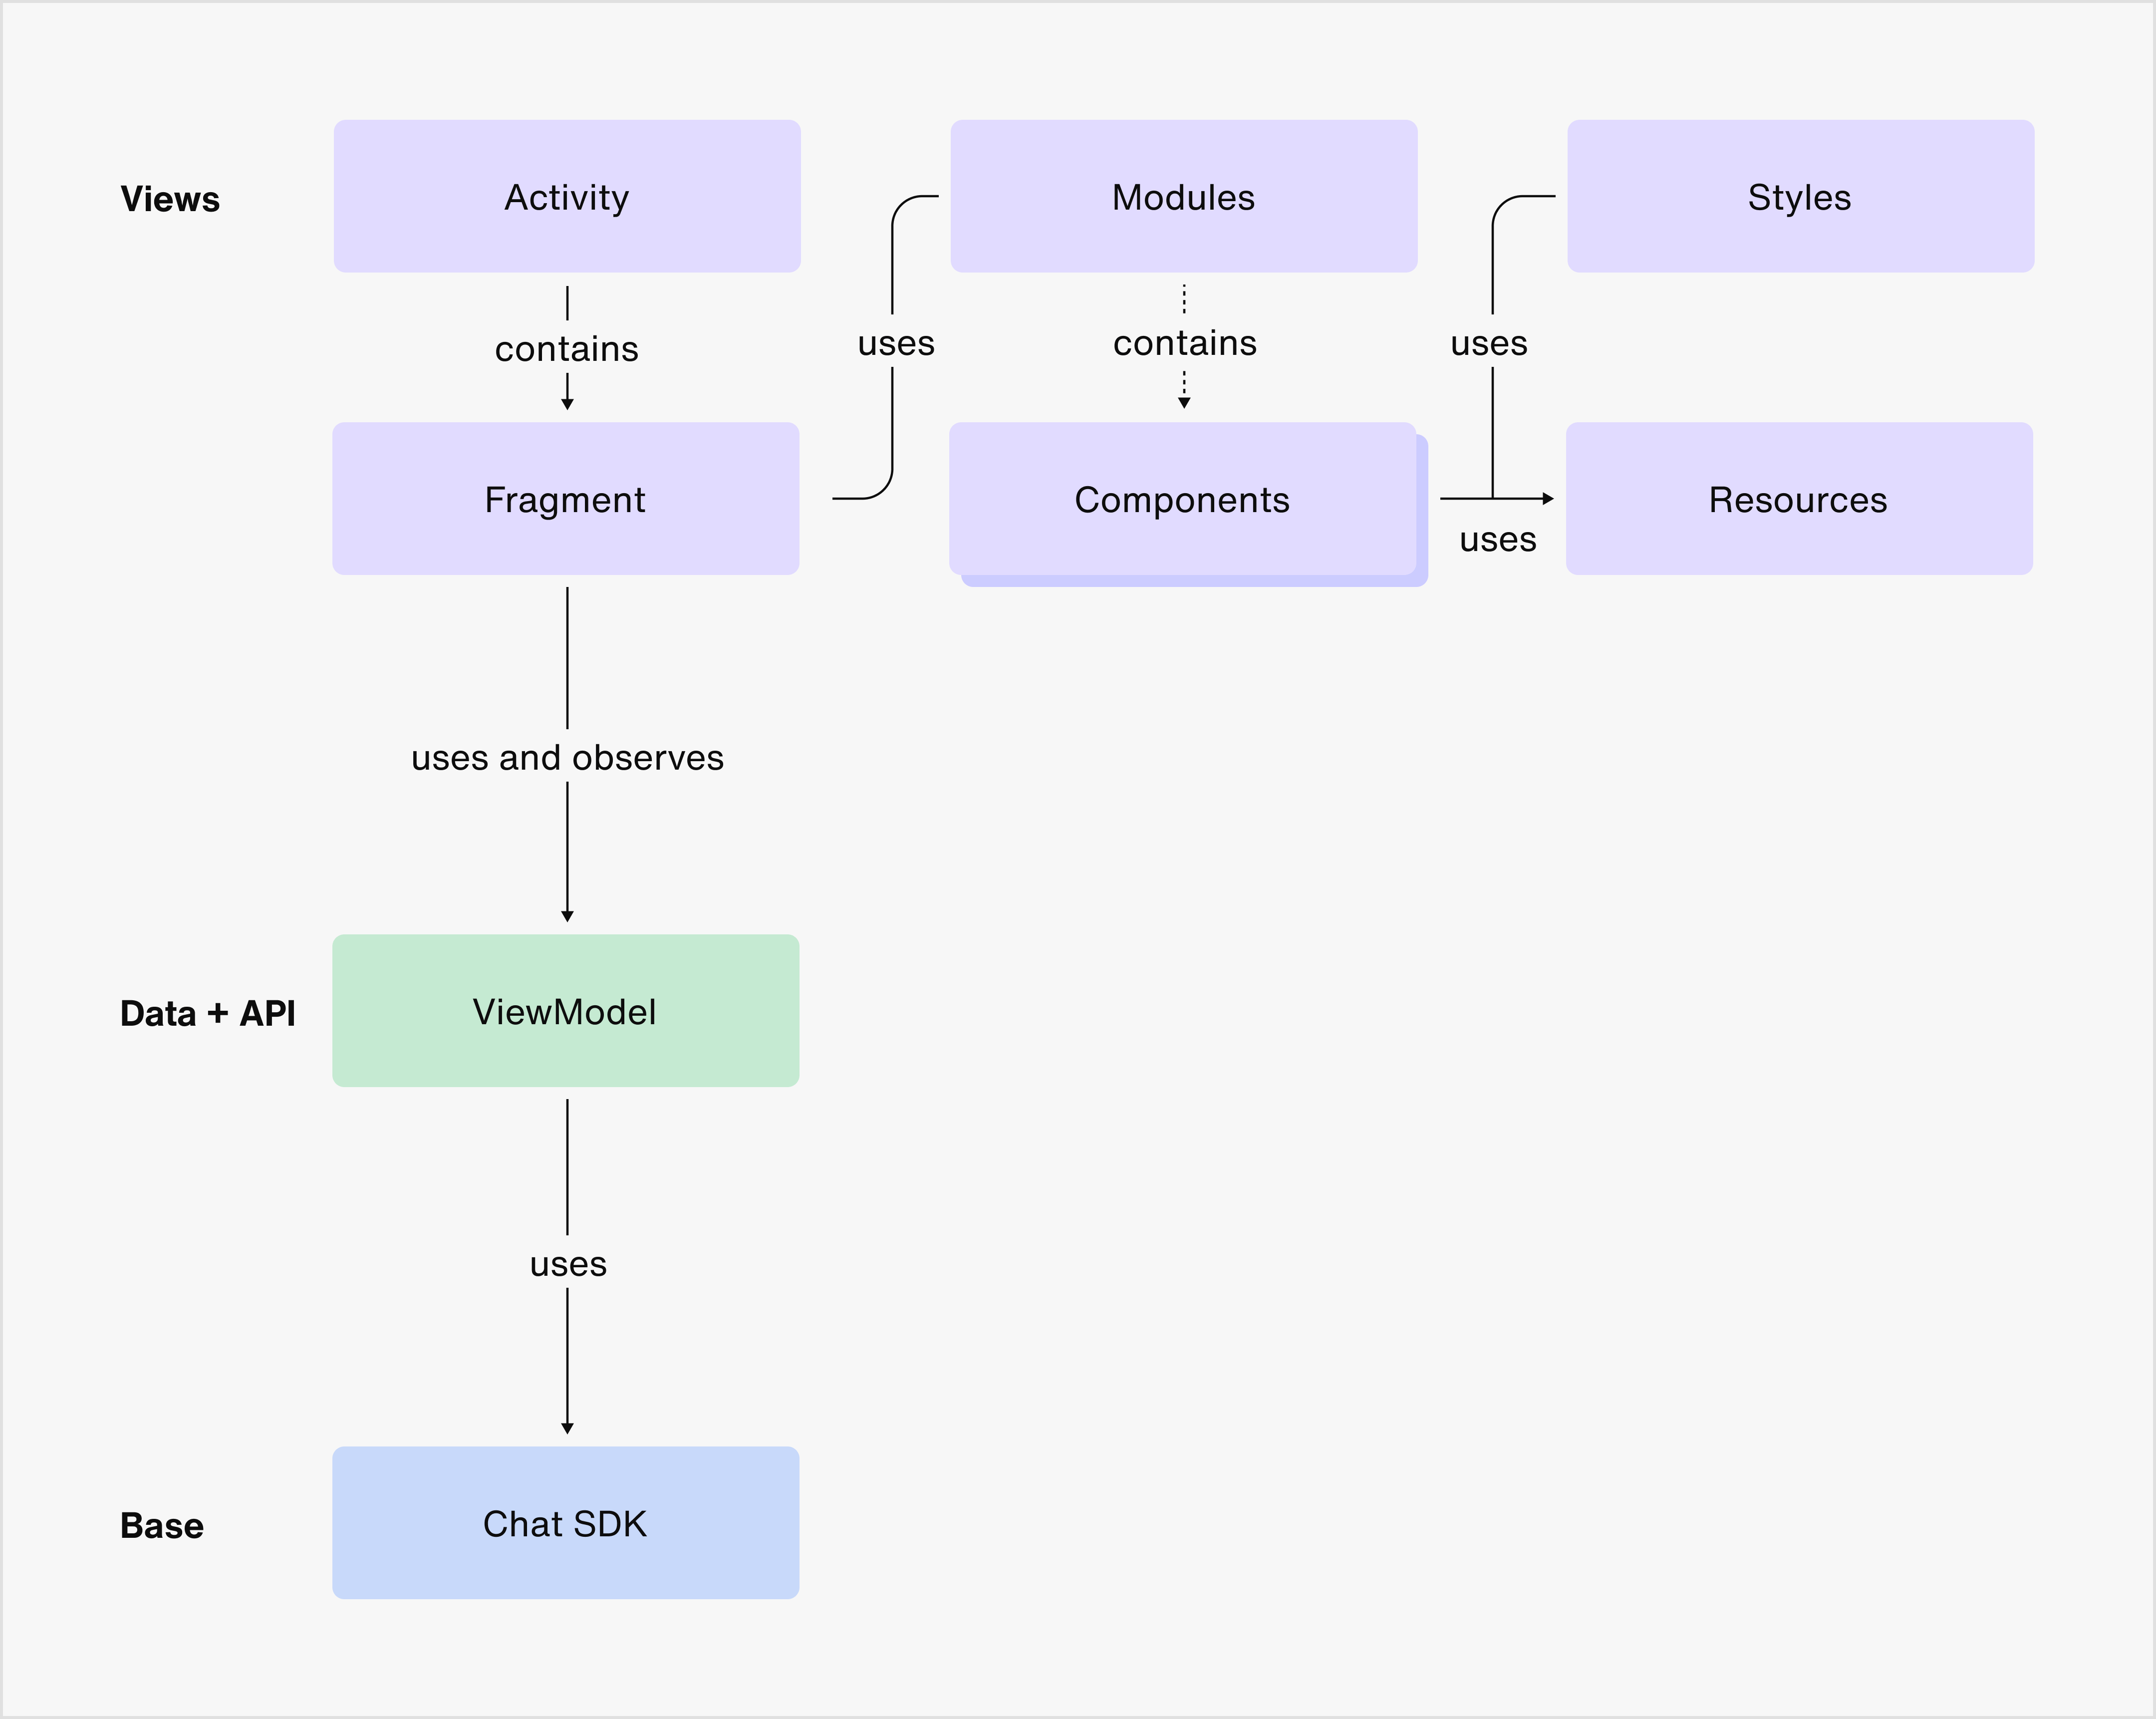 Views
Activity
Modules
Styles
contains
uses
contains
uses
Fragment
Components
Resources
uses
uses and observes
Data + API
ViewModel
uses
Base
Chat SDK